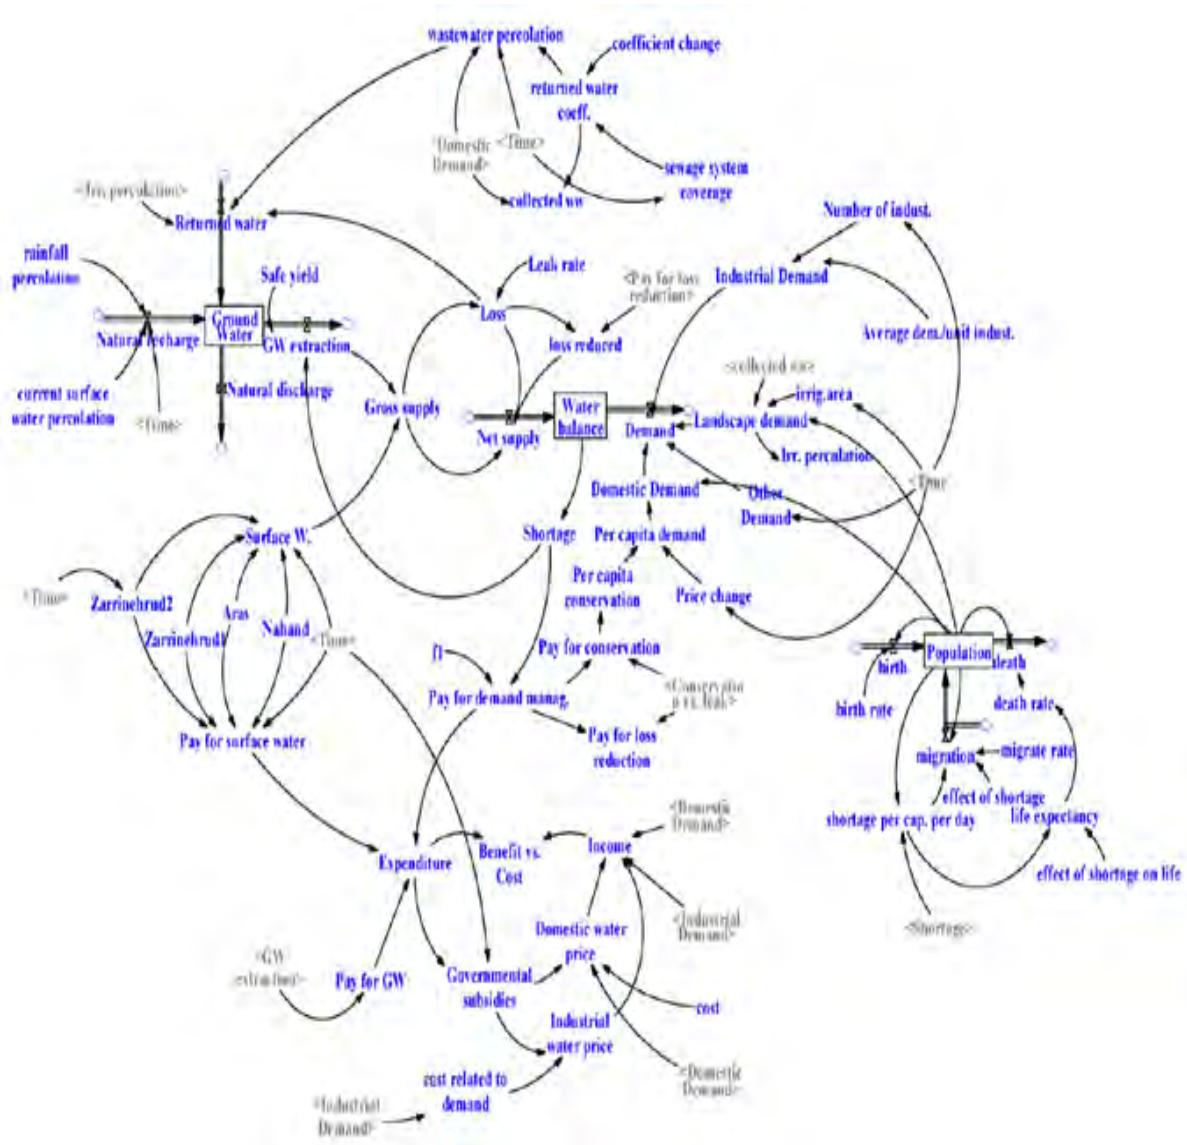 wastewater percolation
coefficient change
returned water
coeff.
<Domestic
Demand>
<Time>
sewage system
coverage
collected ww
<Irr. percolation>
Returned water
Number of indust.
rainfall
percolation
Safe yield
Leak rate
<Pay for loss
reduction>
Industrial Demand
Ground
Water
Loss
Natural recharge
GW extraction
loss reduced
Average dem./unit indust.
<collected ww>
current surface
water percolation
Natural discharge
<Time>
Gross supply
Net supply
Water
balance
Demand
Landscape demand
irrig.area
Irr. percolation
<Time
Domestic Demand
Other
Demand
Surface W.
Shortage
Per capita demand
Per capita
conservation
Price change
<Time>
Zarrinehrud2
Zarrinehrud1
Aras
Nahand
<Time>
Pay for conservation
f1
Pay for demand manag.
<Conservatio
n vs. leak>
birth
Population
death
birth rate
death rate
Pay for surface water
Pay for loss
reduction
migration
migrate rate
effect of shortage
shortage per cap. per day
life expectancy
effect of shortage on life
<Shortage>
<Domestic
Demand>
Expenditure
Benefit vs.
Cost
Income
<Industrial
Demand>
Domestic water
price
<GW
extraction>
Pay for GW
Governmental
subsidies
cost
Industrial
water price
<Domestic
Demand>
cost related to
demand
<Industrial
Demand>